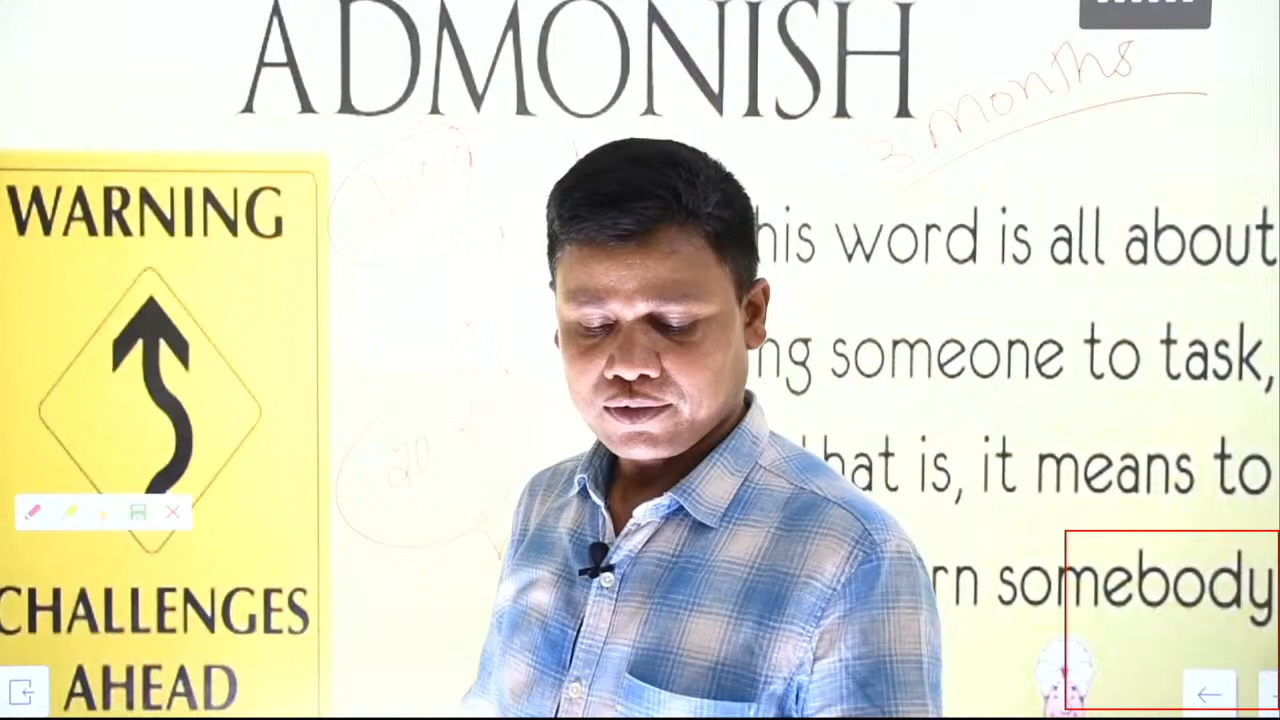 ADMONISH
3 months
WARNING
his word is all about
ng someone to task,
hat is, it means to
20
rn somebody
CHALLENGES
AHEAD